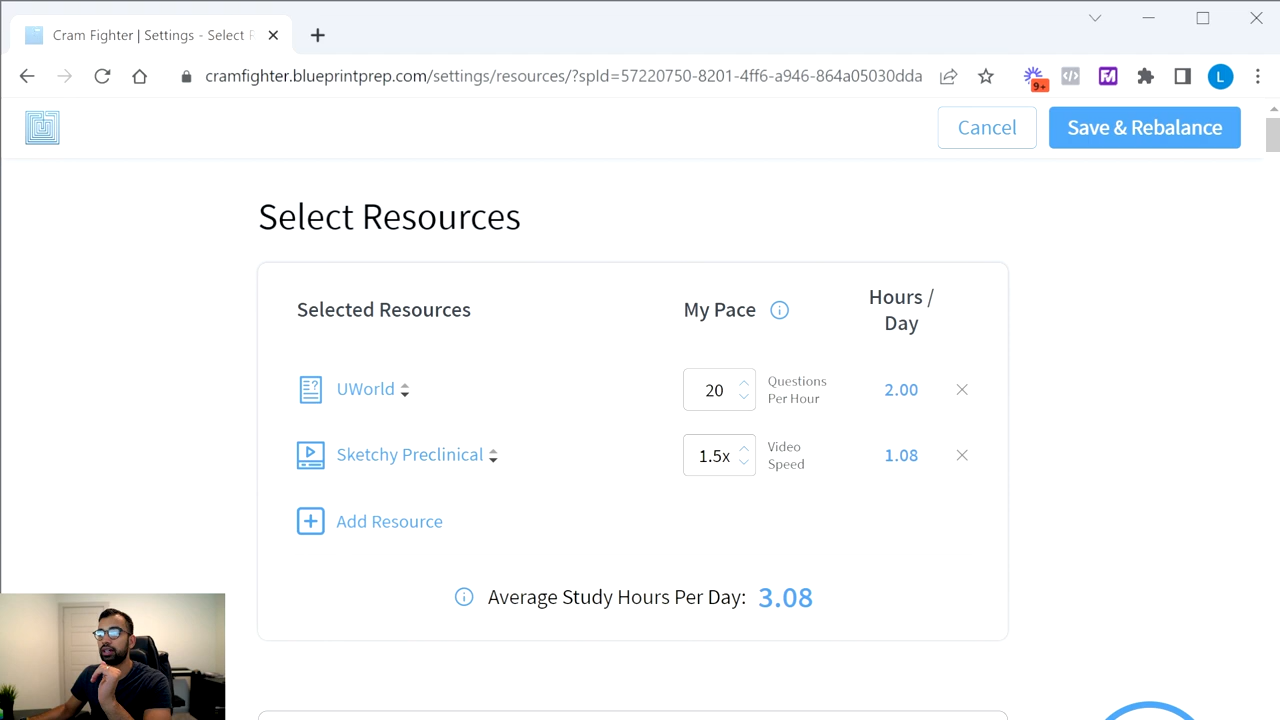 Cram Fighter | Settings - Select R
cramfighter.blueprintprep.com/settings/resources/?spId=57220750-8201-4ff6-a946-864a05030dda
9+
L
Cancel
Save & Rebalance
Select Resources
Selected Resources
My Pace
Hours /
Day
UWorld
20
Questions
Per Hour
2.00
Sketchy Preclinical
1.5x
Video
Speed
1.08
Add Resource
Average Study Hours Per Day: 3.08